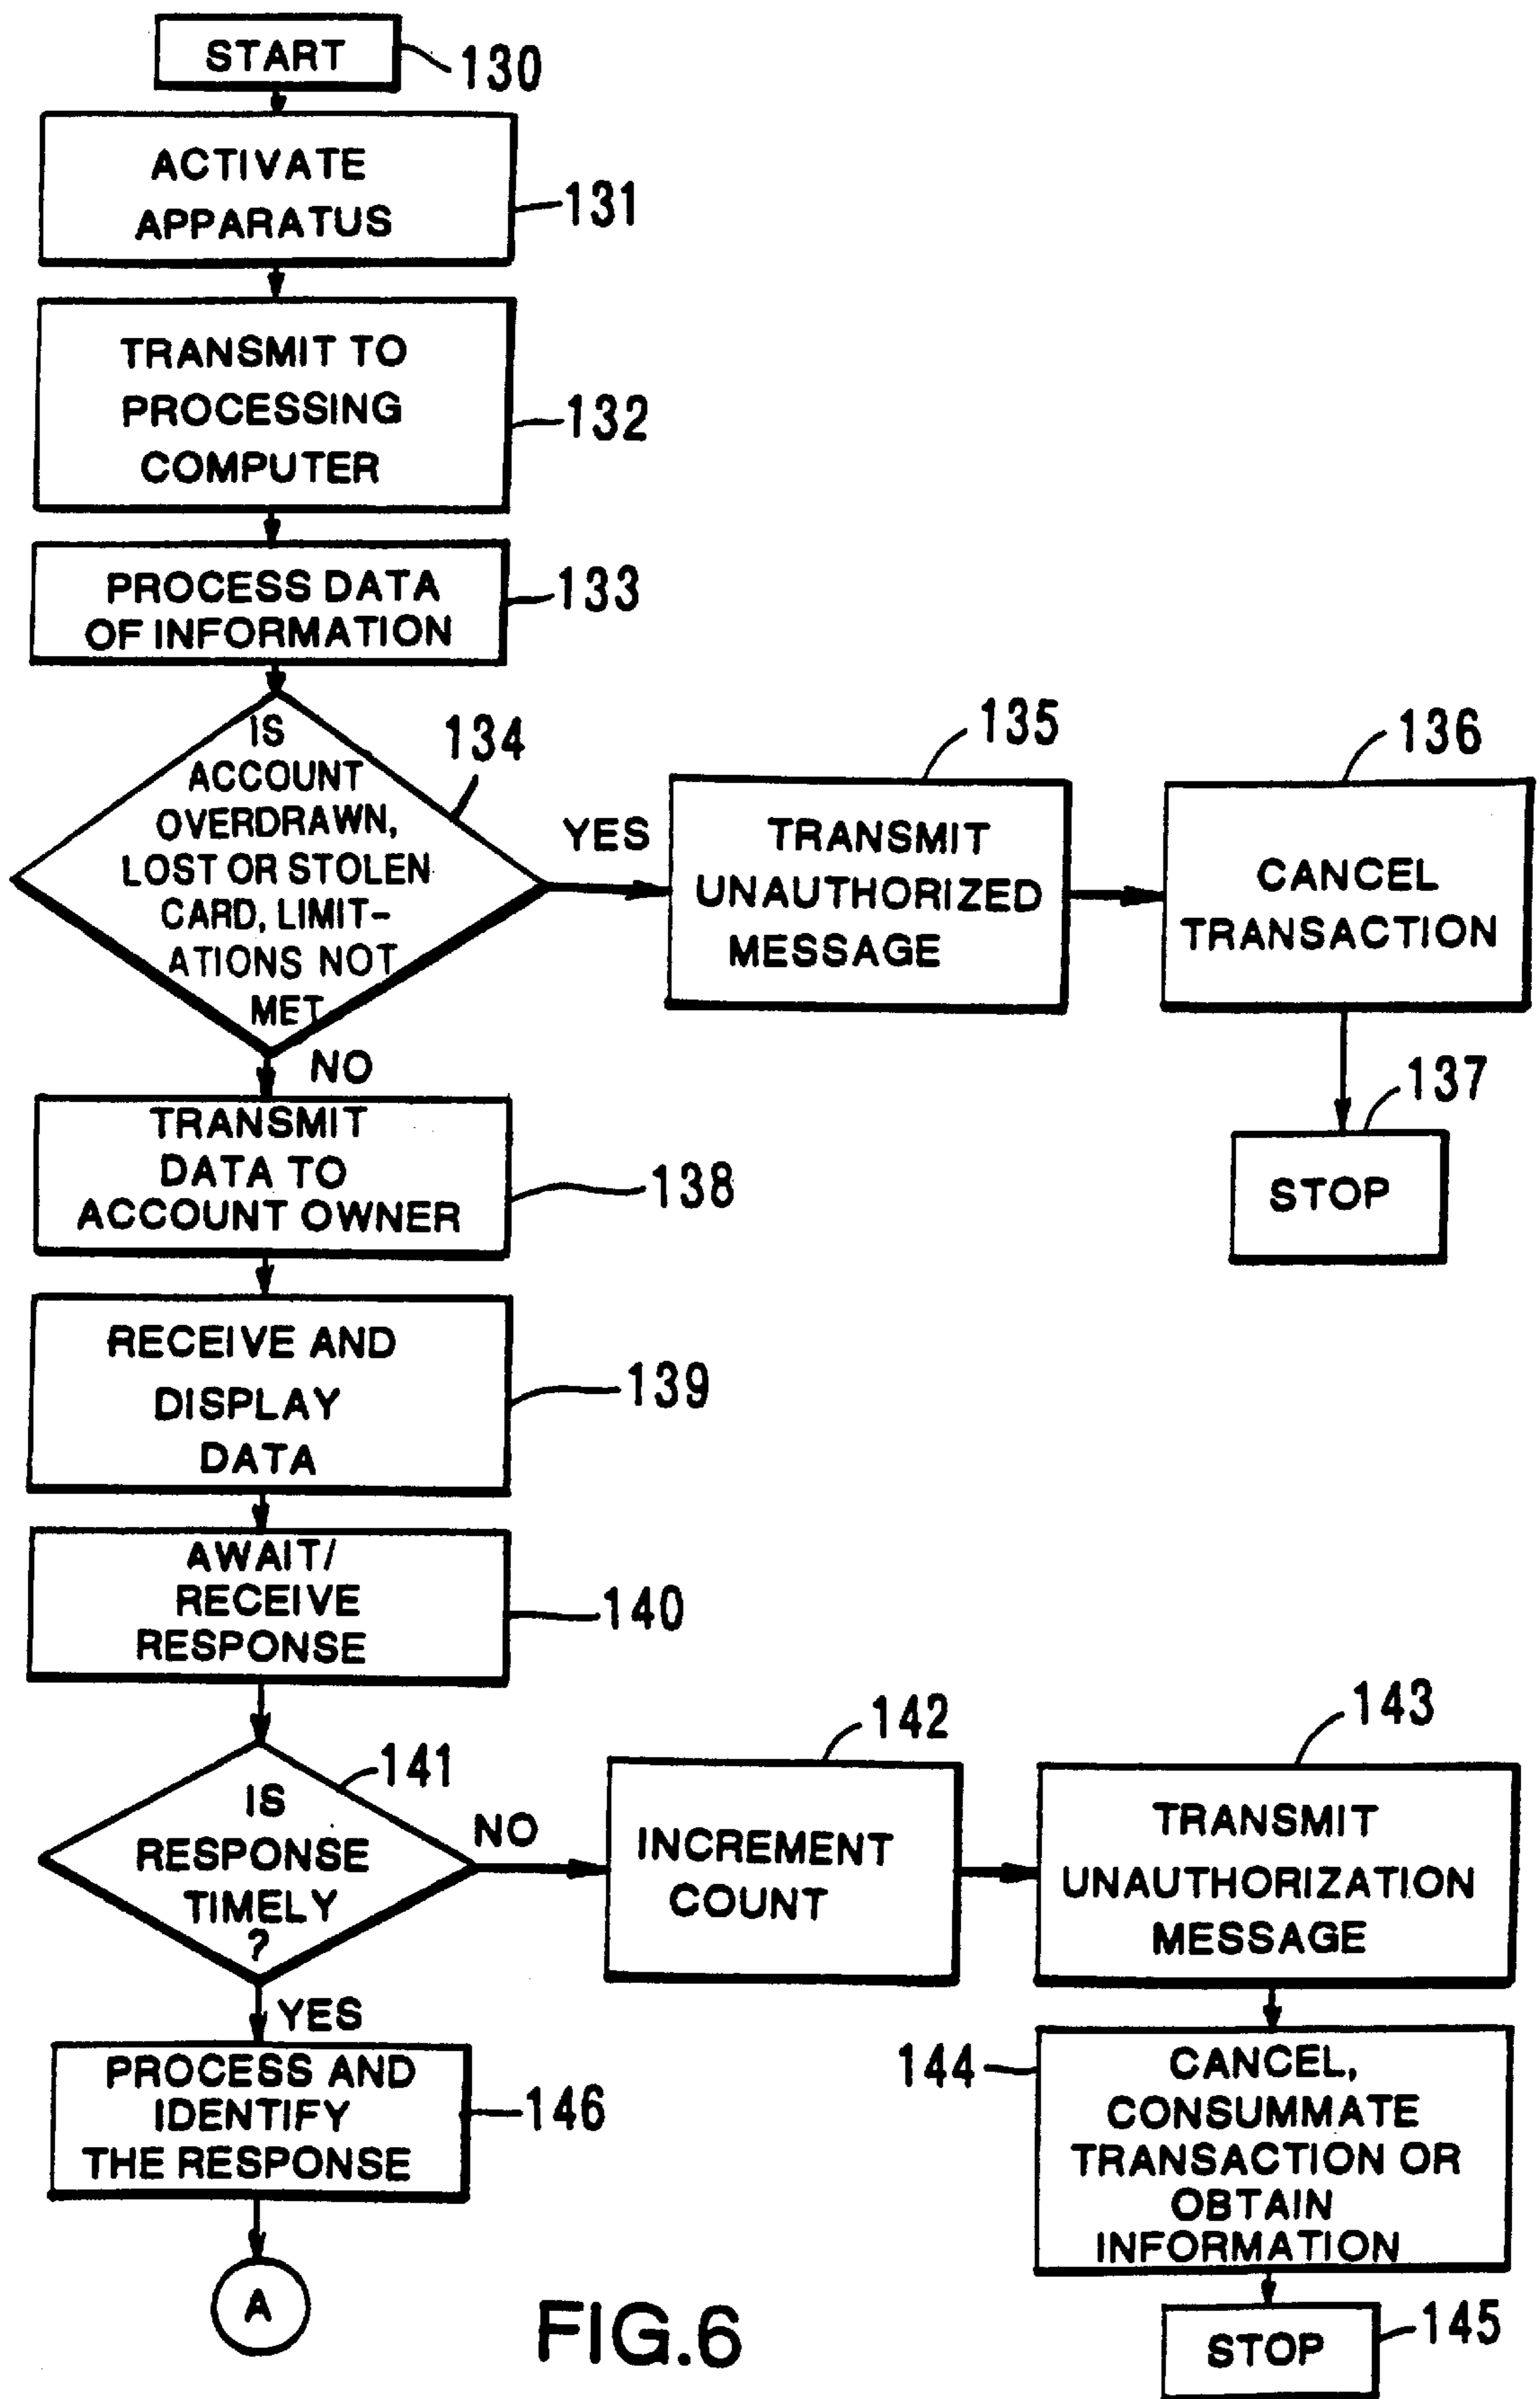 START
130
ACTIVATE
APPARATUS
131
TRANSMIT TO
PROCESSING
COMPUTER
132
PROCESS DATA
OF INFORMATION
133
IS
ACCOUNT
OVERDRAWN,
LOST OR STOLEN
CARD, LIMIT-
ATIONS NOT
MET
134
YES
TRANSMIT
UNAUTHORIZED
MESSAGE
135
CANCEL
TRANSACTION
136
STOP
137
NO
TRANSMIT
DATA TO
ACCOUNT OWNER
138
RECEIVE AND
DISPLAY
DATA
139
AWAIT/
RECEIVE
RESPONSE
140
IS
RESPONSE
TIMELY
?
141
NO
INCREMENT
COUNT
142
TRANSMIT
UNAUTHORIZATION
MESSAGE
143
CANCEL,
CONSUMMATE
TRANSACTION OR
OBTAIN
INFORMATION
144
STOP
145
YES
PROCESS AND
IDENTIFY
THE RESPONSE
146
A
FIG.6